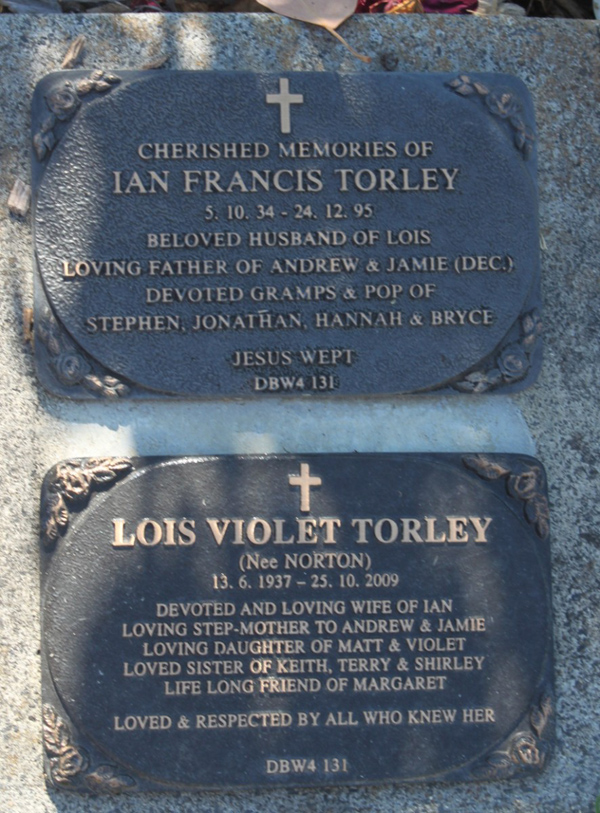 CHERISHED MEMORIES OF
IAN FRANCIS TORLEY
5. 10. 34 - 24. 12. 95
BELOVED HUSBAND OF LOIS
LOVING FATHER OF ANDREW & JAMIE (DEC.)
DEVOTED GRAMPS & POP OF
STEPHEN, JONATHAN, HANNAH & BRYCE
JESUS WEPT
DBW4 131
LOIS VIOLET TORLEY
(Nee NORTON)
13. 6. 1937 – 25. 10. 2009
DEVOTED AND LOVING WIFE OF IAN
LOVING STEP-MOTHER TO ANDREW & JAMIE
LOVING DAUGHTER OF MATT & VIOLET
LOVED SISTER OF KEITH, TERRY & SHIRLEY
LIFE LONG FRIEND OF MARGARET
LOVED & RESPECTED BY ALL WHO KNEW HER
DBW4 131